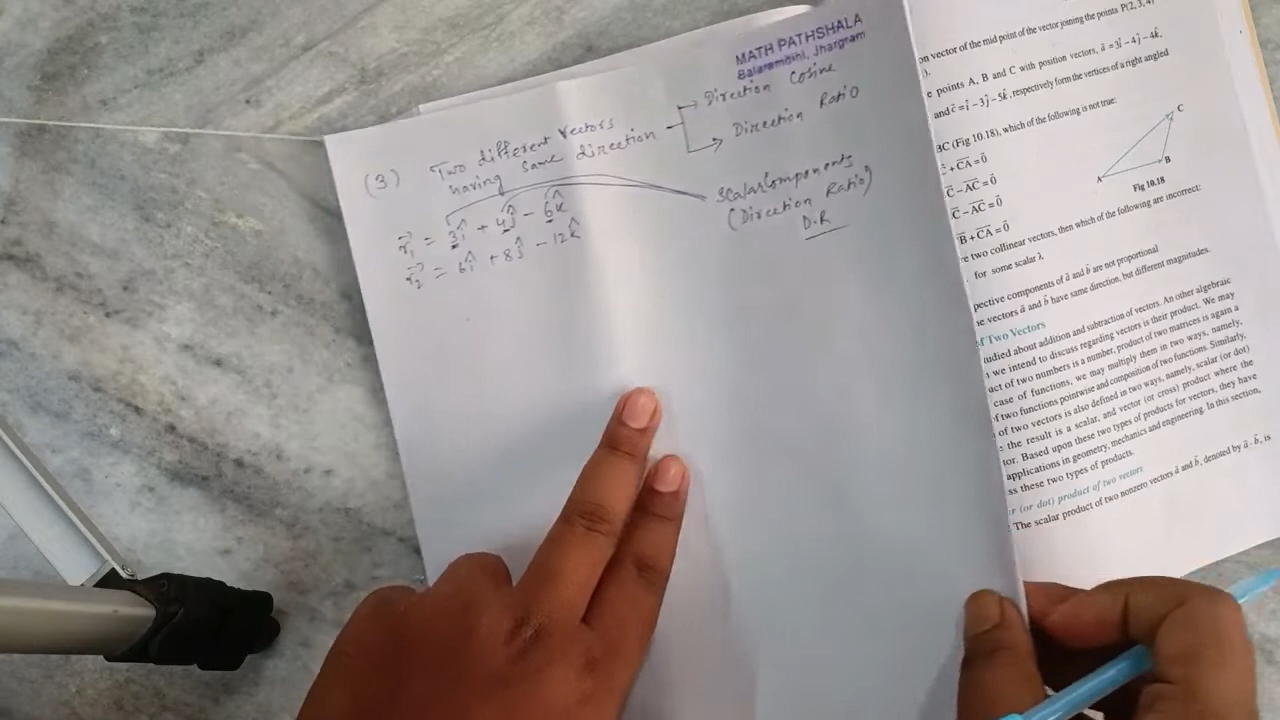 MATH PATHSHALA
Balarambini, Jhargram
(3) Two different vectors
having same direction
Direction Cosine
Direction Ratio
r⃗₁ = 3î + 4ĵ - 6k̂
r⃗₂ = 6î + 8ĵ - 12k̂
Scalar Components
(Direction Ratio)
D.R
on vector of the mid point of the vector joining the points P(2, 3, 4)
).
e points A, B and C with position vectors, a⃗ = 3î - 4ĵ - 4k̂,
and c⃗ = î - 3ĵ - 5k̂, respectively form the vertices of a right angled
BC (Fig 10.18), which of the following is not true:
+ CA⃗ = 0⃗
C⃗ - AC⃗ = 0⃗
C⃗ - AC⃗ = 0⃗
B⃗ + CA⃗ = 0⃗
A
B
C
Fig 10.18
re two collinear vectors, then which of the following are incorrect:
, for some scalar λ
pective components of a⃗ and b⃗ are not proportional
e vectors a⃗ and b⃗ have same direction, but different magnitudes.
f Two Vectors
udied about addition and subtraction of vectors. An other algebraic
we intend to discuss regarding vectors is their product. We may
act of two numbers is a number, product of two matrices is again a
case of functions, we may multiply them in two ways, namely,
f two functions pointwise and composition of two functions. Similarly,
of two vectors is also defined in two ways, namely, scalar (or dot)
the result is a scalar, and vector (or cross) product where the
tor. Based upon these two types of products for vectors, they have
applications in geometry, mechanics and engineering. In this section,
ss these two types of products.
r (or dot) product of two vectors
The scalar product of two nonzero vectors a⃗ and b⃗, denoted by a⃗ · b⃗, is